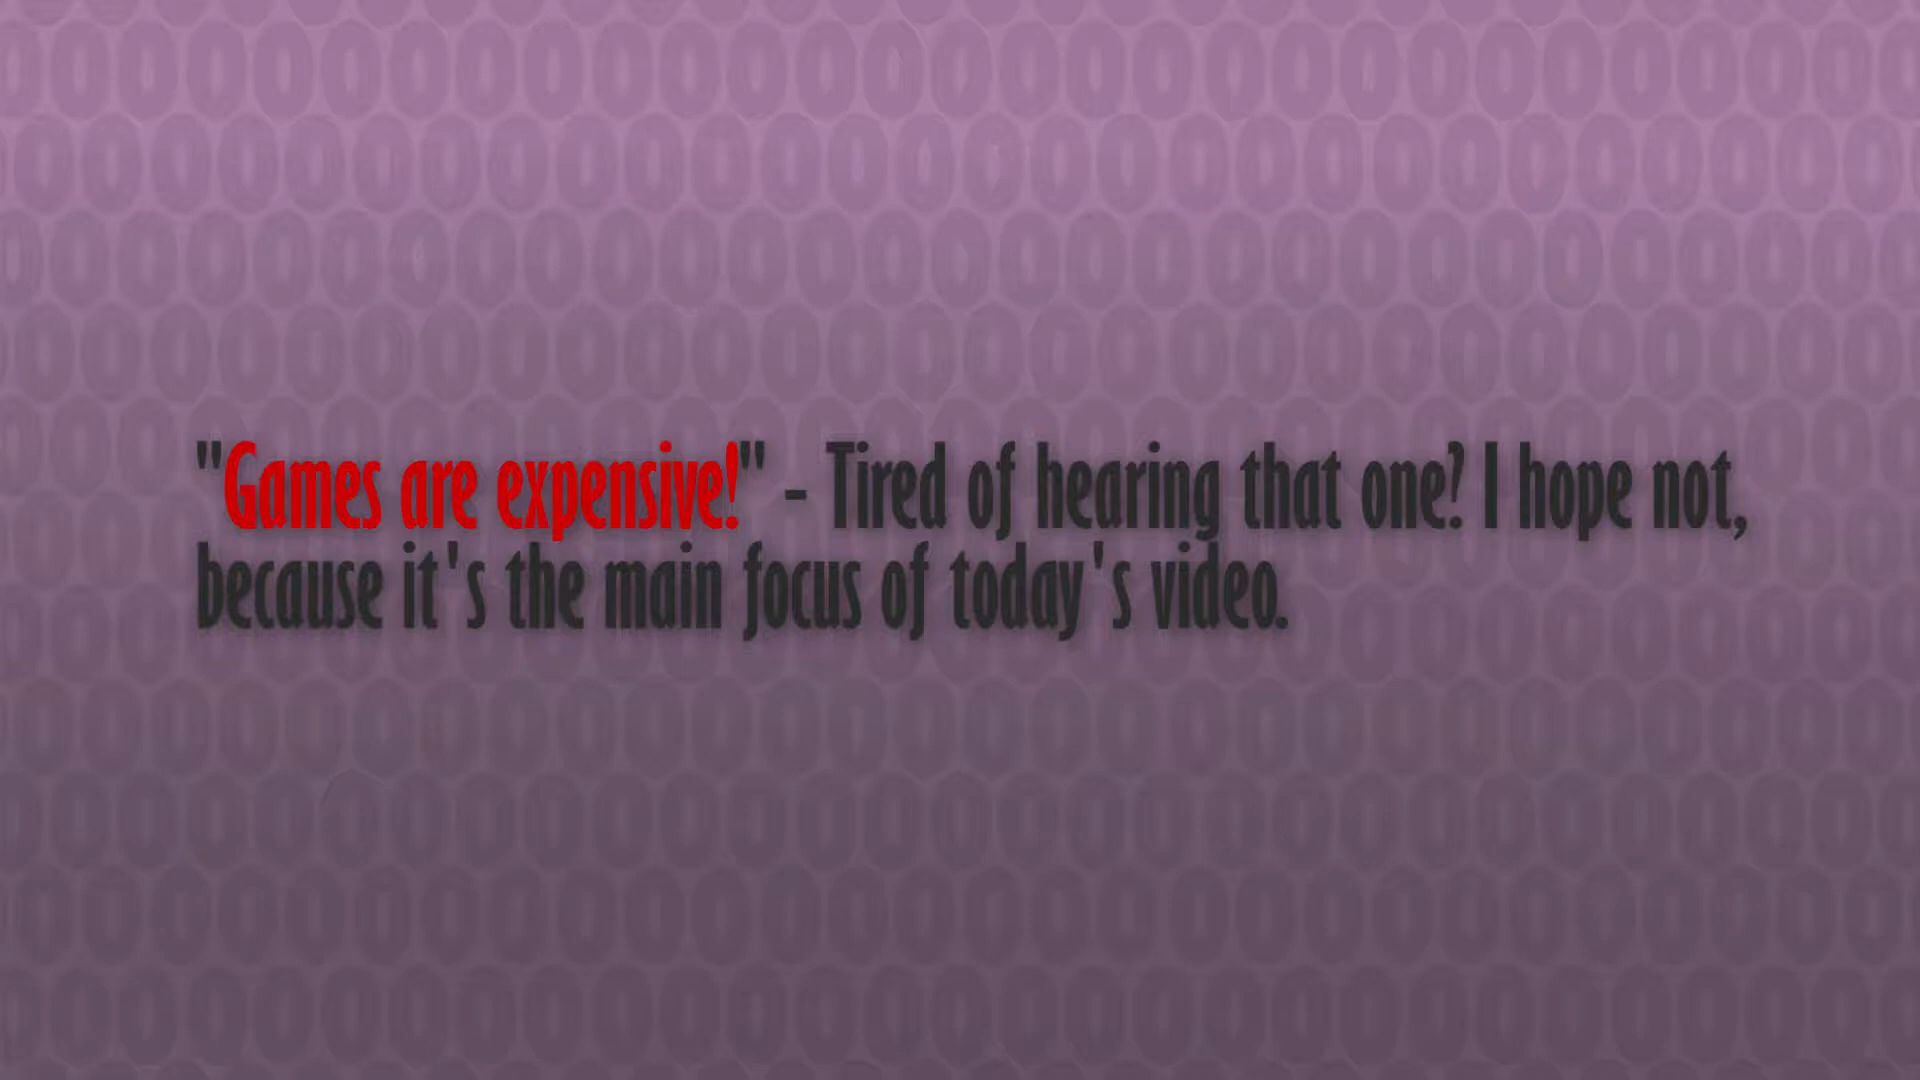 "Games are expensive!" - Tired of hearing that one? I hope not,
because it's the main focus of today's video.